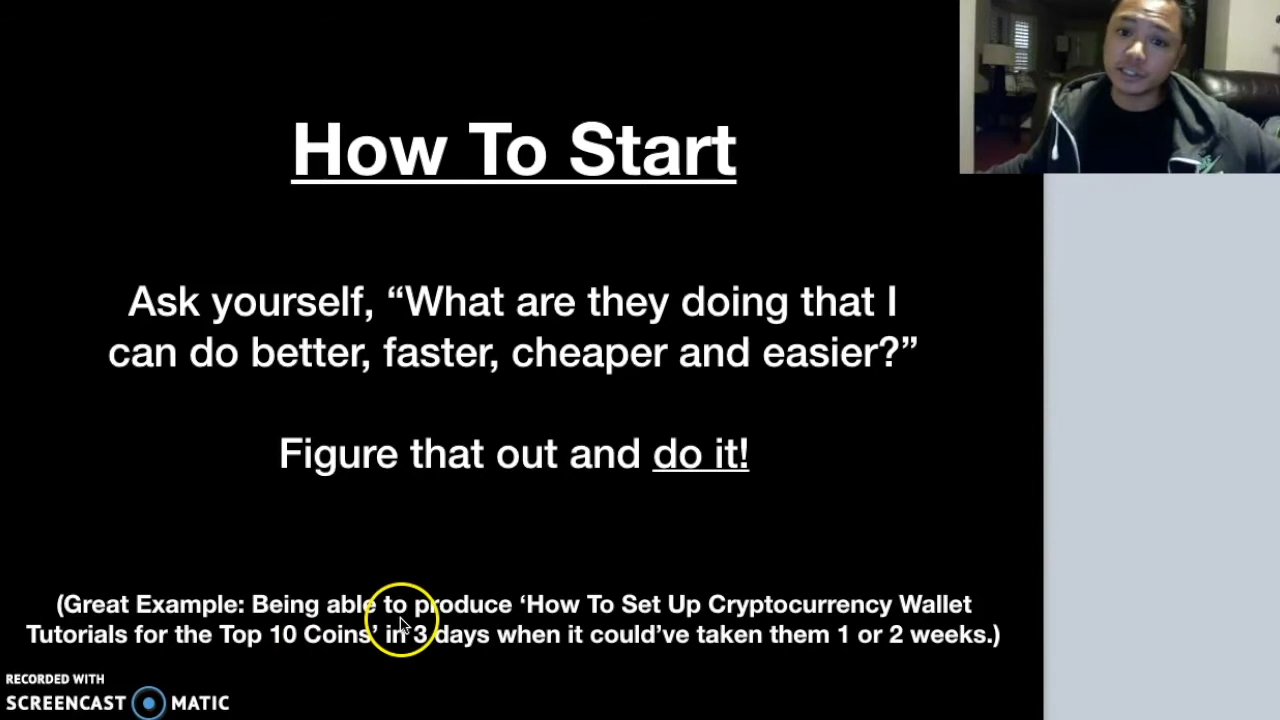 How To Start
Ask yourself, “What are they doing that I
can do better, faster, cheaper and easier?”
Figure that out and do it!
(Great Example: Being able to produce ‘How To Set Up Cryptocurrency Wallet
Tutorials for the Top 10 Coins’ in 3 days when it could’ve taken them 1 or 2 weeks.)
RECORDED WITH
SCREENCAST MATIC